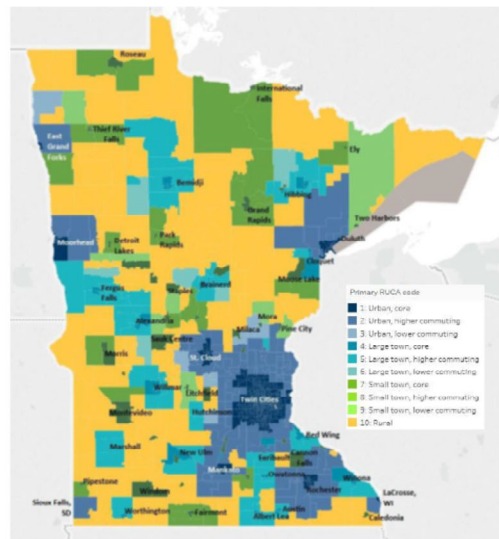 Roseau
International
Falls
East
Grand
Forks
Thief River
Falls
Ely
Bemidji
Hibbing
Grand
Rapids
Two Harbors
Moorhead
Detroit
Lakes
Park
Rapids
Duluth
Cloquet
Moose Lake
Fergus
Falls
Staples
Brainerd
Mora
Alexandria
Milaca
Pine City
Sauk Centre
Morris
St. Cloud
Willmar
Litchfield
Twin Cities
Montevideo
Hutchinson
Red Wing
Marshall
New Ulm
Faribault
Cannon
Falls
Mankato
Owatonna
Winona
Pipestone
Rochester
Sioux Falls,
SD
Windom
LaCrosse,
WI
Worthington
Fairmont
Albert Lea
Austin
Caledonia
Primary RUCA code
1: Urban, core
2: Urban, higher commuting
3: Urban, lower commuting
4: Large town, core
5: Large town, higher commuting
6: Large town, lower commuting
7: Small town, core
8: Small town, higher commuting
9: Small town, lower commuting
10: Rural